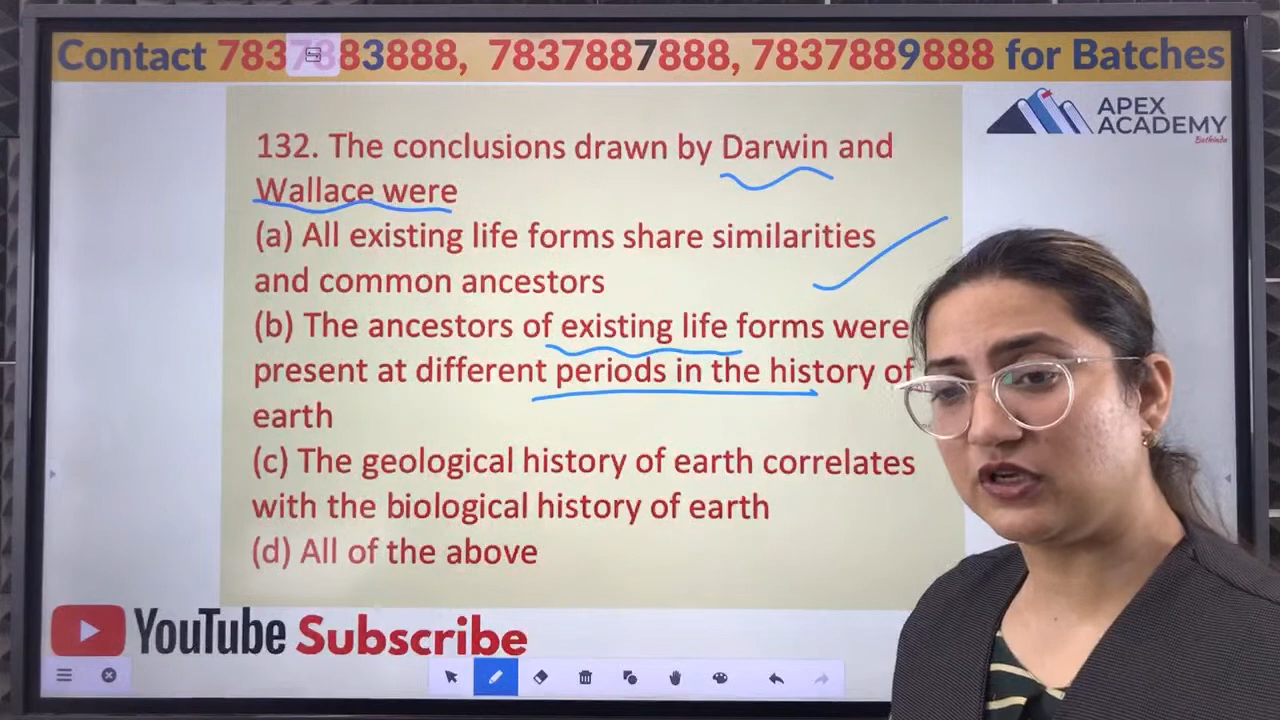 Contact 7837883888, 7837887888, 7837889888 for Batches
APEX
ACADEMY
Bathinda
132. The conclusions drawn by Darwin and
Wallace were
(a) All existing life forms share similarities
and common ancestors
(b) The ancestors of existing life forms were
present at different periods in the history of
earth
(c) The geological history of earth correlates
with the biological history of earth
(d) All of the above
YouTube Subscribe